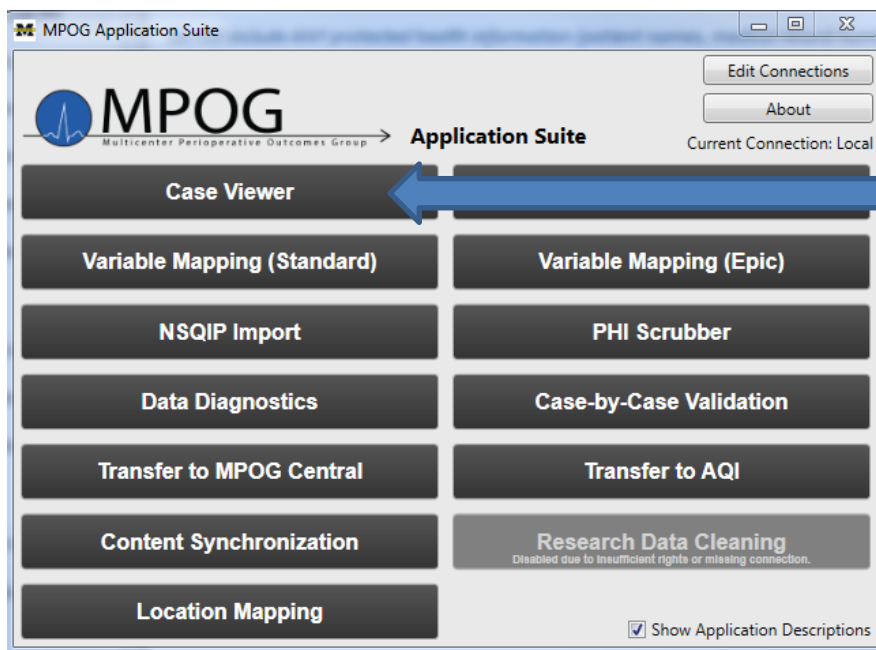 MPOG Application Suite
Edit Connections
MPOG
About
Multicenter Perioperative Outcomes Group
Application Suite
Current Connection: Local
Case Viewer
Variable Mapping (Standard)
Variable Mapping (Epic)
NSQIP Import
PHI Scrubber
Data Diagnostics
Case-by-Case Validation
Transfer to MPOG Central
Transfer to AQI
Content Synchronization
Research Data Cleaning
Disabled due to insufficient rights or missing connection.
Location Mapping
Show Application Descriptions